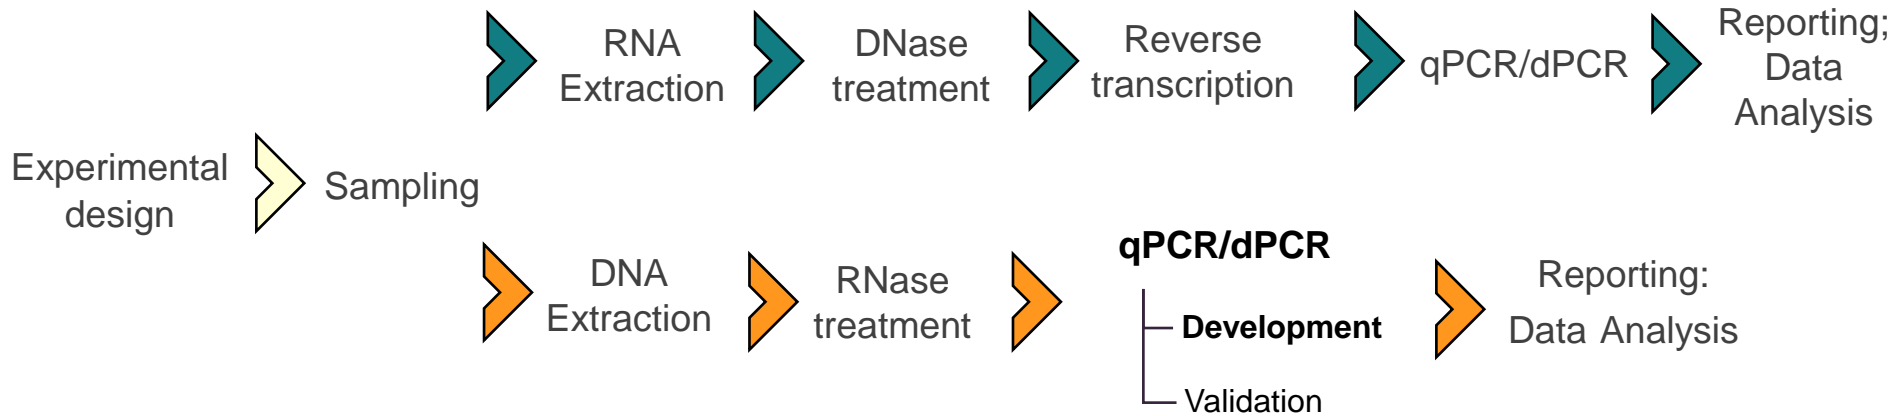 Experimental
design
Sampling
RNA
Extraction
DNase
treatment
Reverse
transcription
qPCR/dPCR
Reporting;
Data
Analysis
DNA
Extraction
RNase
treatment
qPCR/dPCR
Development
Validation
Reporting:
Data Analysis